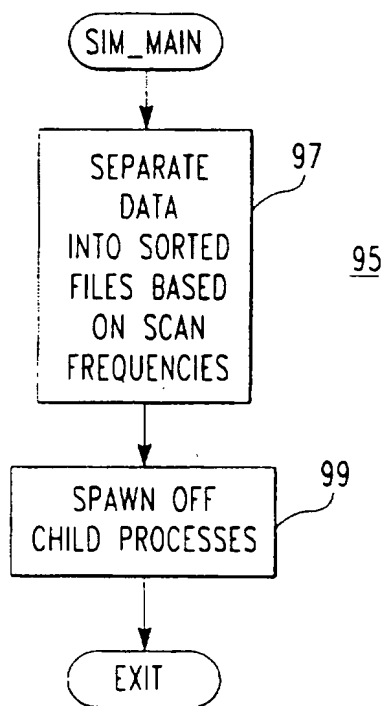 SIM_MAIN
SEPARATE
DATA
INTO SORTED
FILES BASED
ON SCAN
FREQUENCIES
97
95
SPAWN OFF
CHILD PROCESSES
99
EXIT